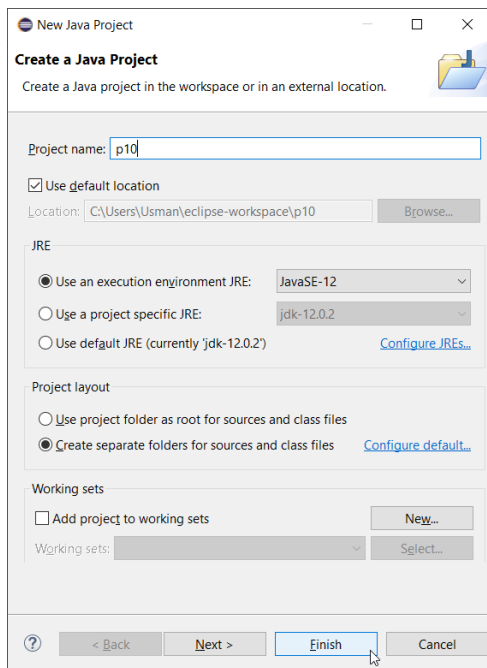 New Java Project
Create a Java Project
Create a Java project in the workspace or in an external location.
Project name: p10
Use default location
Location: C:\Users\Usman\eclipse-workspace\p10 Browse...
JRE
Use an execution environment JRE: JavaSE-12
Use a project specific JRE: jdk-12.0.2
Use default JRE (currently 'jdk-12.0.2') Configure JREs...
Project layout
Use project folder as root for sources and class files
Create separate folders for sources and class files Configure default...
Working sets
Add project to working sets New...
Working sets: Select...
? < Back Next > Finish Cancel